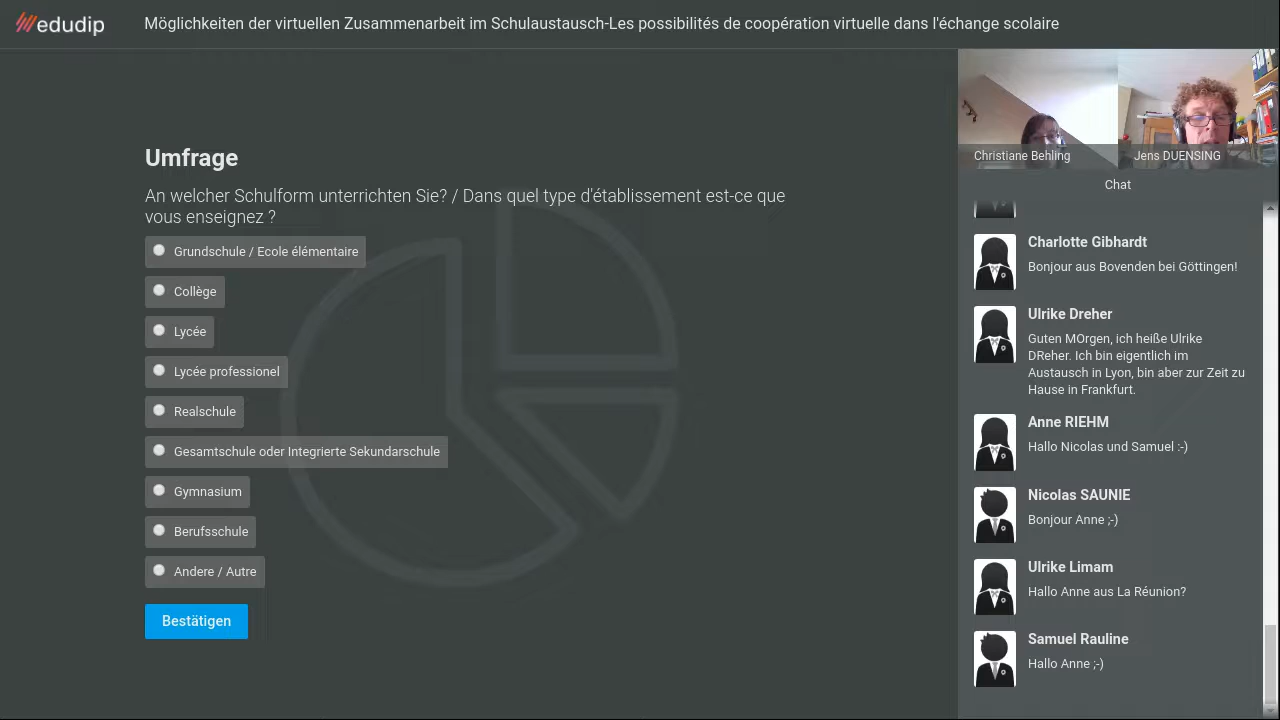 edudip
Möglichkeiten der virtuellen Zusammenarbeit im Schulaustausch-Les possibilités de coopération virtuelle dans l'échange scolaire
Umfrage
An welcher Schulform unterrichten Sie? / Dans quel type d'établissement est-ce que
vous enseignez ?
Grundschule / Ecole élémentaire
Collège
Lycée
Lycée professionel
Realschule
Gesamtschule oder Integrierte Sekundarschule
Gymnasium
Berufsschule
Andere / Autre
Bestätigen
Christiane Behling
Jens DUENSING
Chat
Charlotte Gibhardt
Bonjour aus Bovenden bei Göttingen!
Ulrike Dreher
Guten MOrgen, ich heiße Ulrike
DReher. Ich bin eigentlich im
Austausch in Lyon, bin aber zur Zeit zu
Hause in Frankfurt.
Anne RIEHM
Hallo Nicolas und Samuel :-)
Nicolas SAUNIE
Bonjour Anne ;-)
Ulrike Limam
Hallo Anne aus La Réunion?
Samuel Rauline
Hallo Anne ;-)